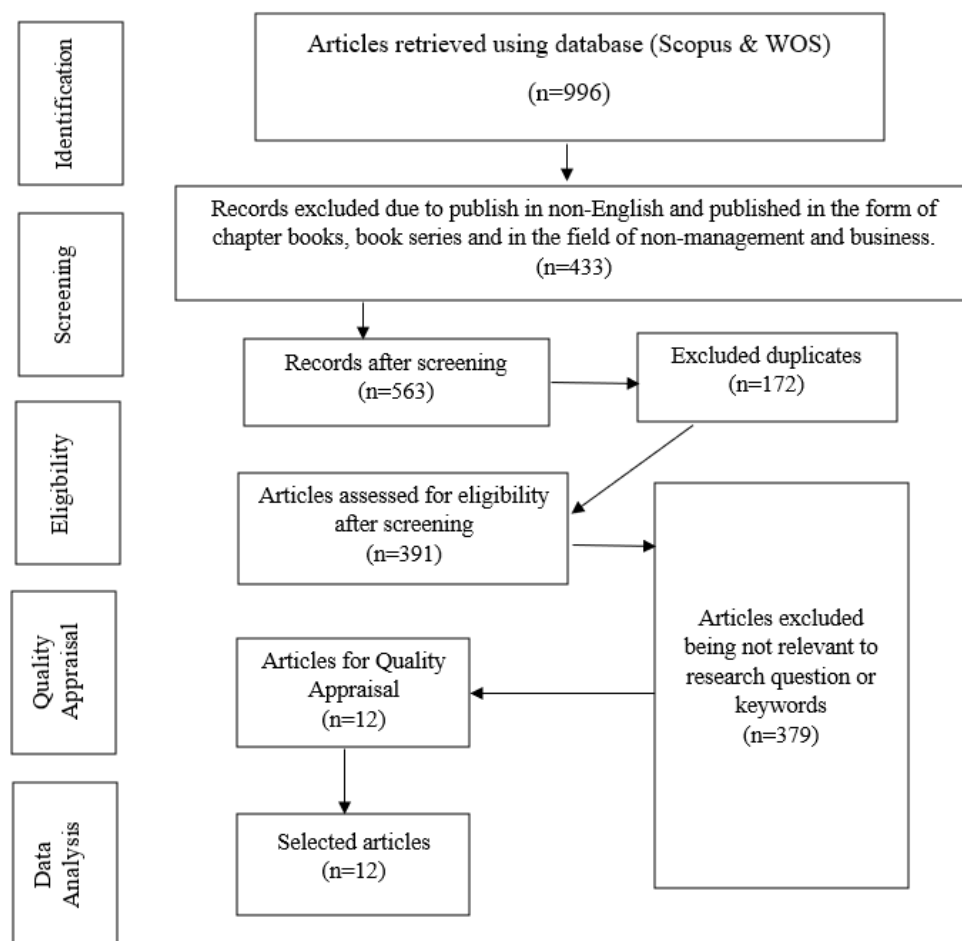 Identification
Articles retrieved using database (Scopus & WOS)
(n=996)
Screening
Records excluded due to publish in non-English and published in the form of
chapter books, book series and in the field of non-management and business.
(n=433)
Records after screening
(n=563)
Excluded duplicates
(n=172)
Eligibility
Articles assessed for eligibility
after screening
(n=391)
Articles excluded
being not relevant to
research question or
keywords
(n=379)
Quality
Appraisal
Articles for Quality
Appraisal
(n=12)
Data
Analysis
Selected articles
(n=12)